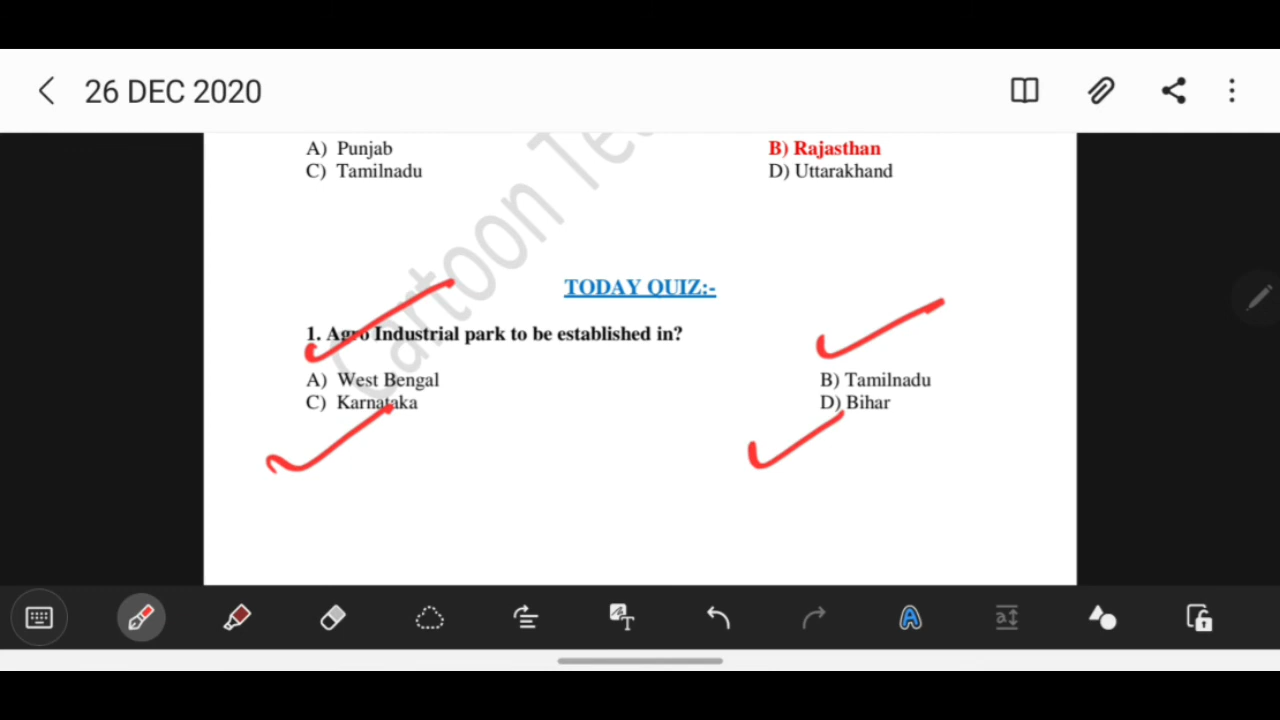 26 DEC 2020
A) Punjab B) Rajasthan
C) Tamilnadu D) Uttarakhand
TODAY QUIZ:-
1. Agro Industrial park to be established in?
A) West Bengal B) Tamilnadu
C) Karnataka D) Bihar
Cartoon